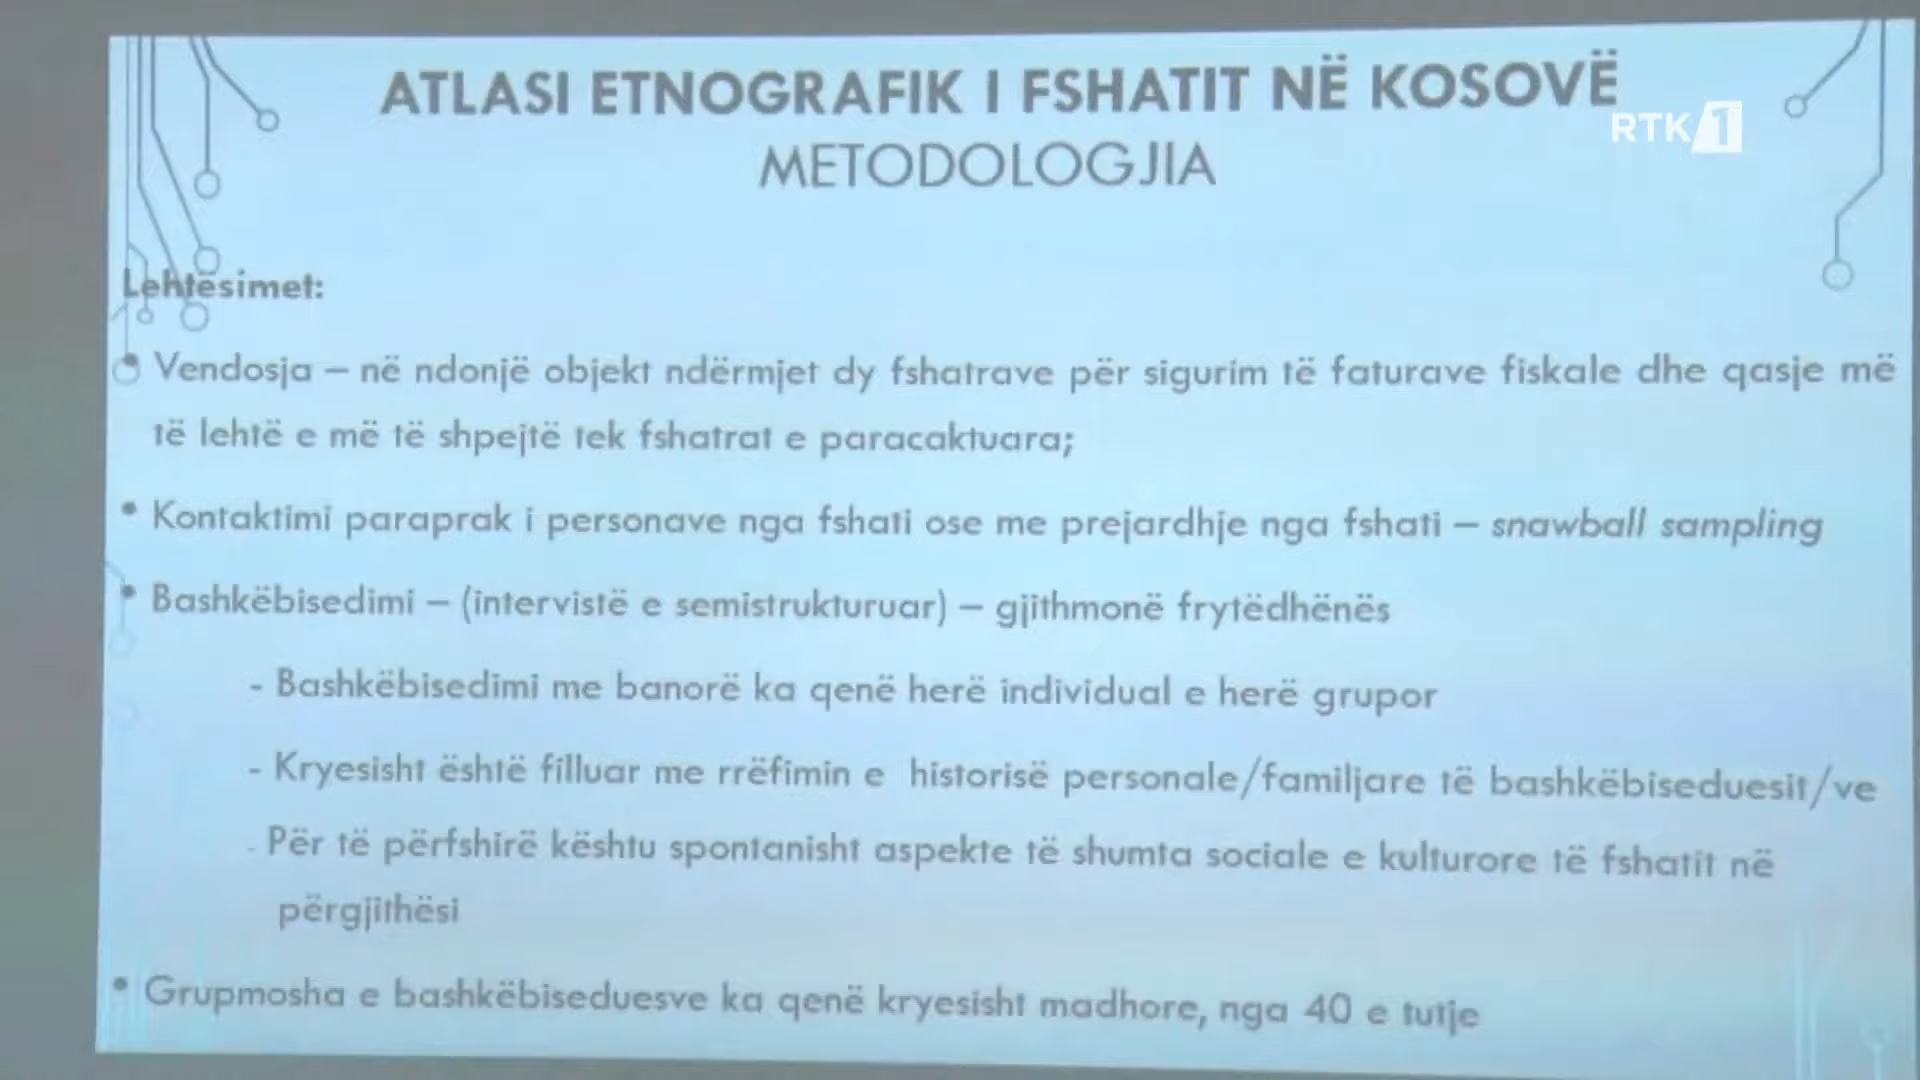 ATLASI ETNOGRAFIK I FSHATIT NË KOSOVË
RTK 1
METODOLOGJIA
Lehtësimet:
• Vendosja – në ndonjë objekt ndërmjet dy fshatrave për sigurim të faturave fiskale dhe qasje më
të lehtë e më të shpejtë tek fshatrat e paracaktuara;
• Kontaktimi paraprak i personave nga fshati ose me prejardhje nga fshati – snawball sampling
• Bashkëbisedimi – (intervistë e semistrukturuar) – gjithmonë frytëdhënës
- Bashkëbisedimi me banorë ka qenë herë individual e herë grupor
- Kryesisht është filluar me rrëfimin e historisë personale/familjare të bashkëbiseduesit/ve
- Për të përfshirë kështu spontanisht aspekte të shumta sociale e kulturore të fshatit në
përgjithësi
• Grupmosha e bashkëbiseduesve ka qenë kryesisht madhore, nga 40 e tutje